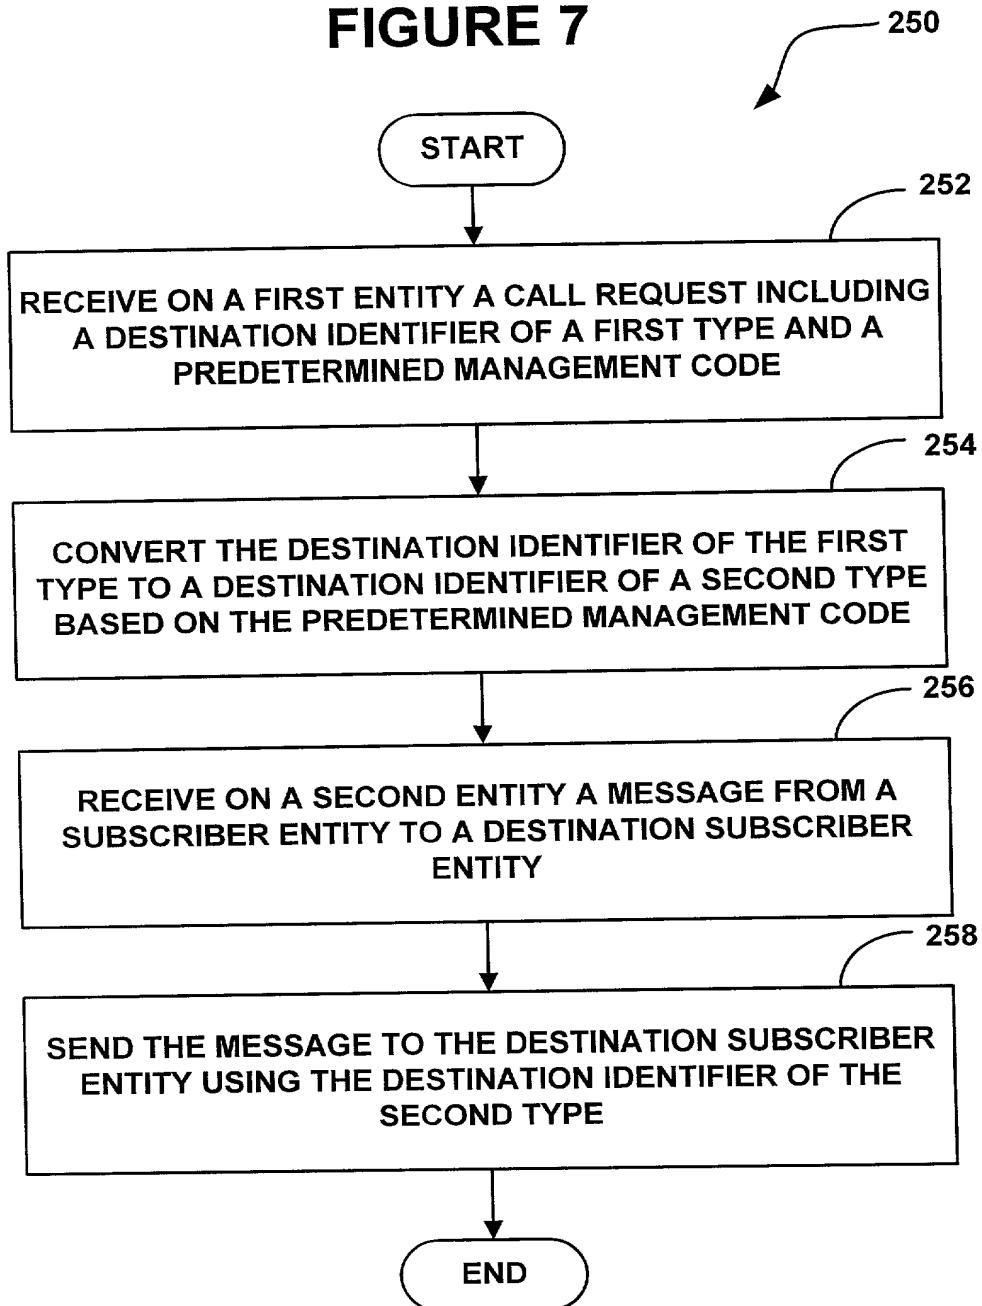 FIGURE 7
250
START
252
RECEIVE ON A FIRST ENTITY A CALL REQUEST INCLUDING
A DESTINATION IDENTIFIER OF A FIRST TYPE AND A
PREDETERMINED MANAGEMENT CODE
254
CONVERT THE DESTINATION IDENTIFIER OF THE FIRST
TYPE TO A DESTINATION IDENTIFIER OF A SECOND TYPE
BASED ON THE PREDETERMINED MANAGEMENT CODE
256
RECEIVE ON A SECOND ENTITY A MESSAGE FROM A
SUBSCRIBER ENTITY TO A DESTINATION SUBSCRIBER
ENTITY
258
SEND THE MESSAGE TO THE DESTINATION SUBSCRIBER
ENTITY USING THE DESTINATION IDENTIFIER OF THE
SECOND TYPE
END